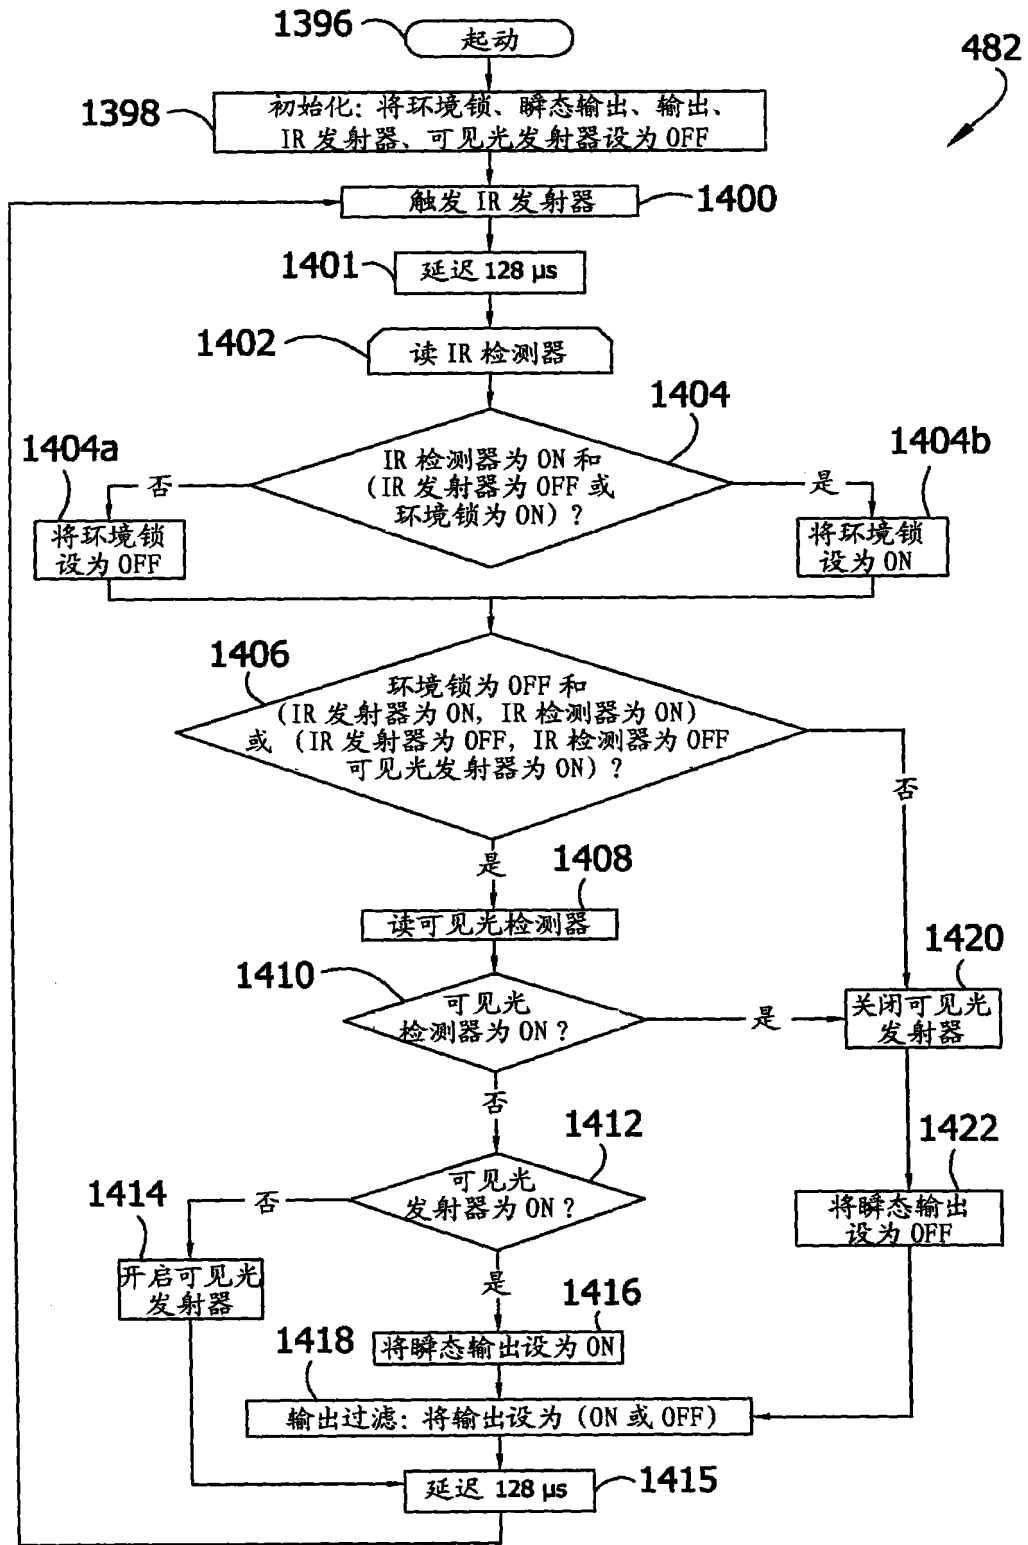 1396
起动
482
1398
初始化: 将环境锁、瞬态输出、输出、
IR 发射器、可见光发射器设为 OFF
触发 IR 发射器
1400
1401
延迟 128 μs
1402
读 IR 检测器
1404
1404a
否
IR 检测器为 ON 和
(IR 发射器为 OFF 或
环境锁为 ON) ?
是
1404b
将环境锁
设为 OFF
将环境锁
设为 ON
1406
环境锁为 OFF 和
(IR 发射器为 ON, IR 检测器为 ON)
或 (IR 发射器为 OFF, IR 检测器为 OFF
可见光发射器为 ON) ?
否
是
1408
读可见光检测器
1410
可见光
检测器为 ON ?
是
1420
关闭可见光
发射器
否
1412
可见光
发射器为 ON ?
否
1414
开启可见光
发射器
1422
将瞬态输出
设为 OFF
是
1416
将瞬态输出设为 ON
1418
输出过滤: 将输出设为 (ON 或 OFF)
延迟 128 μs
1415